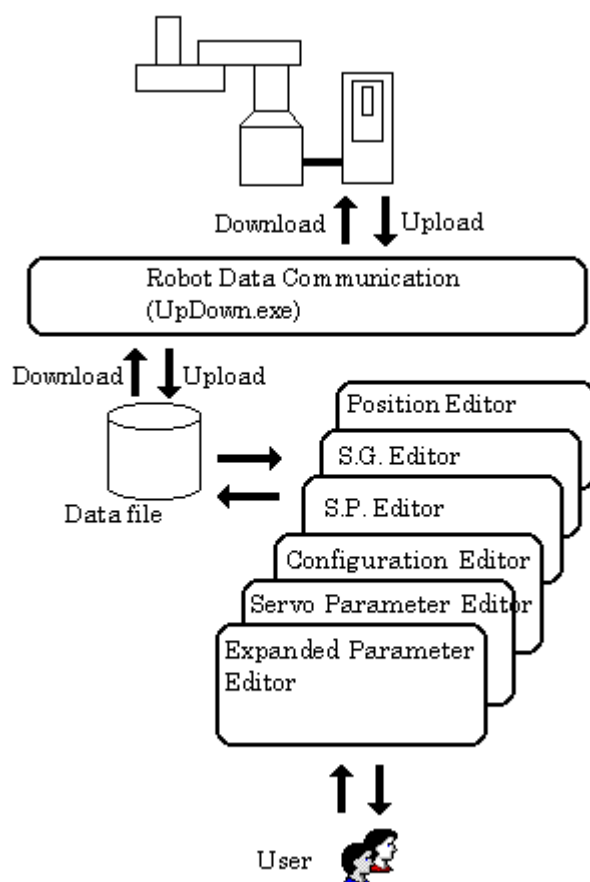 Download
Upload
Robot Data Communication
(UpDown.exe)
Download
Upload
Position Editor
S.G. Editor
Data file
S.P. Editor
Configuration Editor
Servo Parameter Editor
Expanded Parameter
Editor
User